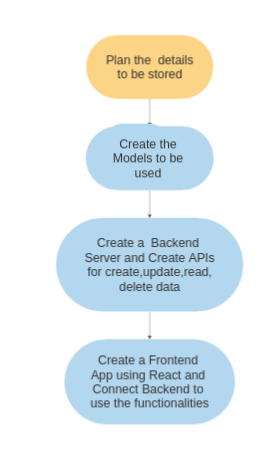 Plan the  details
to be stored
Create the
Models to be
used
Create a  Backend
Server and Create APIs
for create,update,read,
delete data
Create a Frontend
App using React and
Connect Backend to
use the functionalities